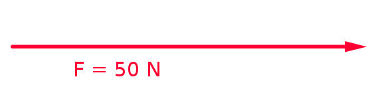 F = 50 N